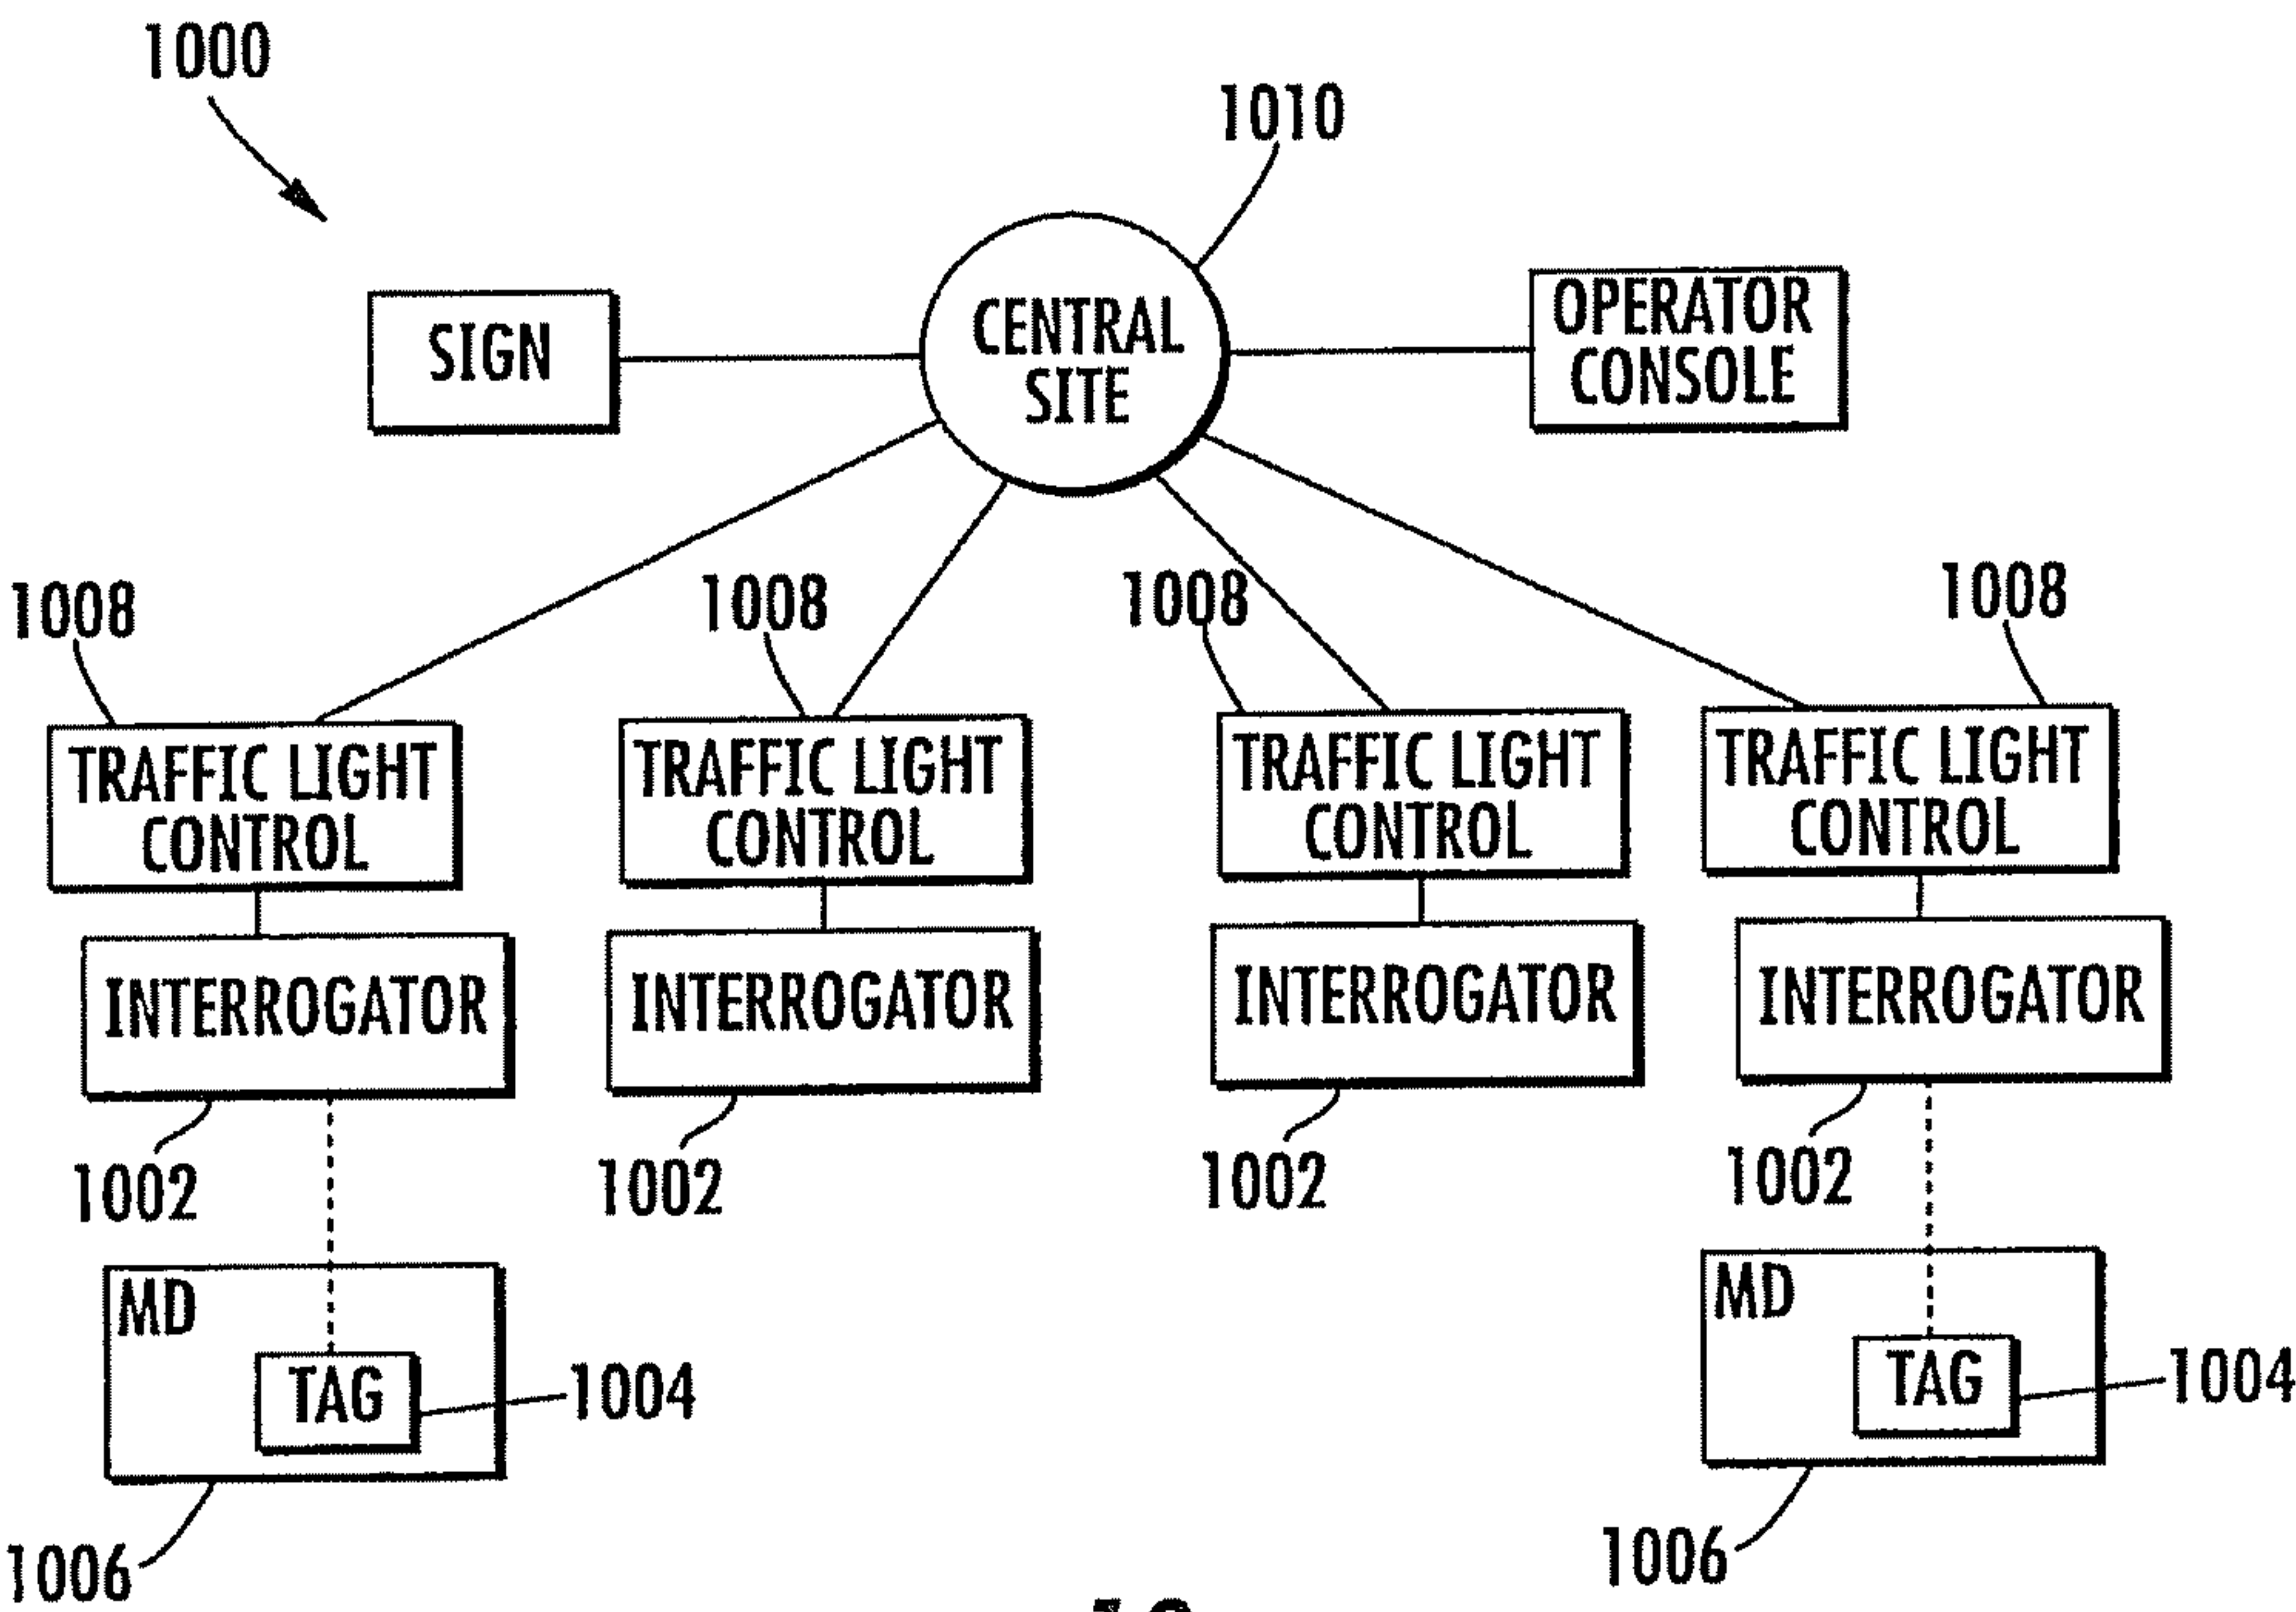 1000
1010
SIGN
CENTRAL
SITE
OPERATOR
CONSOLE
1008
1008
1008
1008
TRAFFIC LIGHT
CONTROL
TRAFFIC LIGHT
CONTROL
TRAFFIC LIGHT
CONTROL
TRAFFIC LIGHT
CONTROL
INTERROGATOR
INTERROGATOR
INTERROGATOR
INTERROGATOR
1002
1002
1002
1002
MD
TAG
1004
MD
TAG
1004
1006
1006